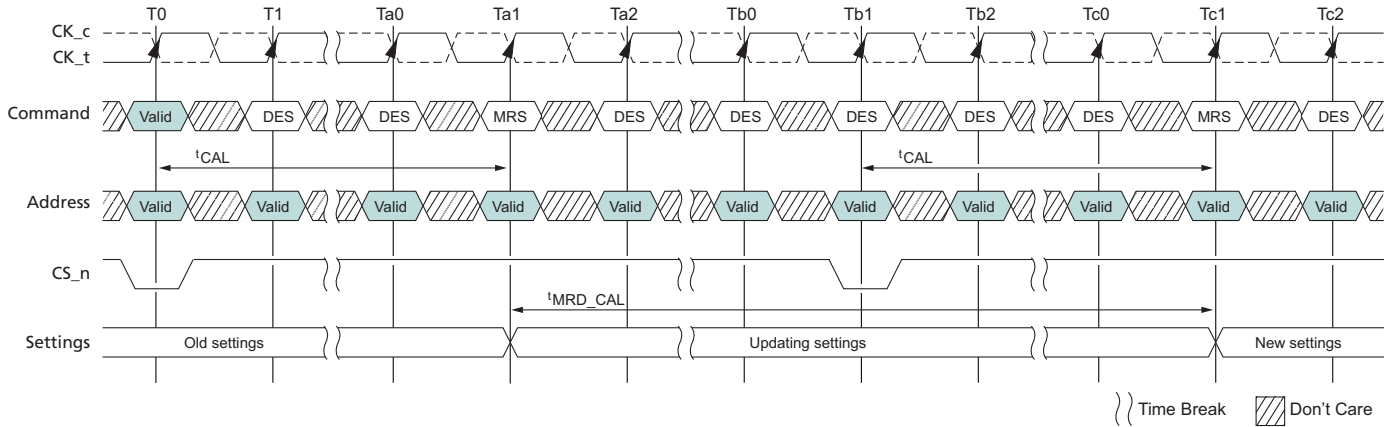 T0 T1 Ta0 Ta1 Ta2 Tb0 Tb1 Tb2 Tc0 Tc1 Tc2
CK_c
CK_t
Command Valid DES DES MRS DES DES DES DES DES MRS DES
tCAL tCAL
Address Valid Valid Valid Valid Valid Valid Valid Valid Valid Valid Valid
CS_n
tMRD_CAL
Settings Old settings Updating settings New settings
Time Break Don't Care